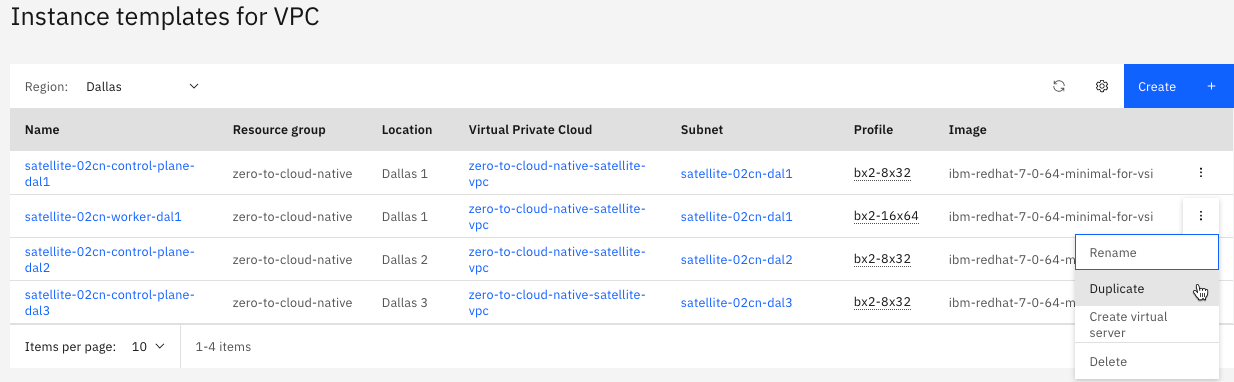 Instance templates for VPC
Region: Dallas
Create +
Name Resource group Location Virtual Private Cloud Subnet Profile Image
satellite-02cn-control-plane-
dal1
zero-to-cloud-native Dallas 1
zero-to-cloud-native-satellite-
vpc
satellite-02cn-dal1 bx2-8x32 ibm-redhat-7-0-64-minimal-for-vsi
satellite-02cn-worker-dal1 zero-to-cloud-native Dallas 1
zero-to-cloud-native-satellite-
vpc
satellite-02cn-dal1 bx2-16x64 ibm-redhat-7-0-64-minimal-for-vsi
satellite-02cn-control-plane-
dal2
zero-to-cloud-native Dallas 2
zero-to-cloud-native-satellite-
vpc
satellite-02cn-dal2 bx2-8x32 ibm-redhat-7-0-64-m
satellite-02cn-control-plane-
dal3
zero-to-cloud-native Dallas 3
zero-to-cloud-native-satellite-
vpc
satellite-02cn-dal3 bx2-8x32 ibm-redhat-7-0-64-m
Rename
Duplicate
Create virtual
server
Delete
Items per page: 10 1-4 items